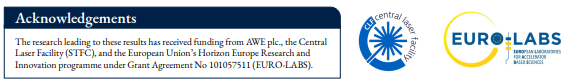 Acknowledgements
The research leading to these results has received funding from AWE plc., the Central
Laser Facility (STFC), and the European Union's Horizon Europe Research and
Innovation programme under Grant Agreement No 101057511 (EURO-LABS).
clf central laser facility
EURO-LABS
EUROPEAN LABORATORIES
FOR ACCELERATOR
BASED SCIENCES